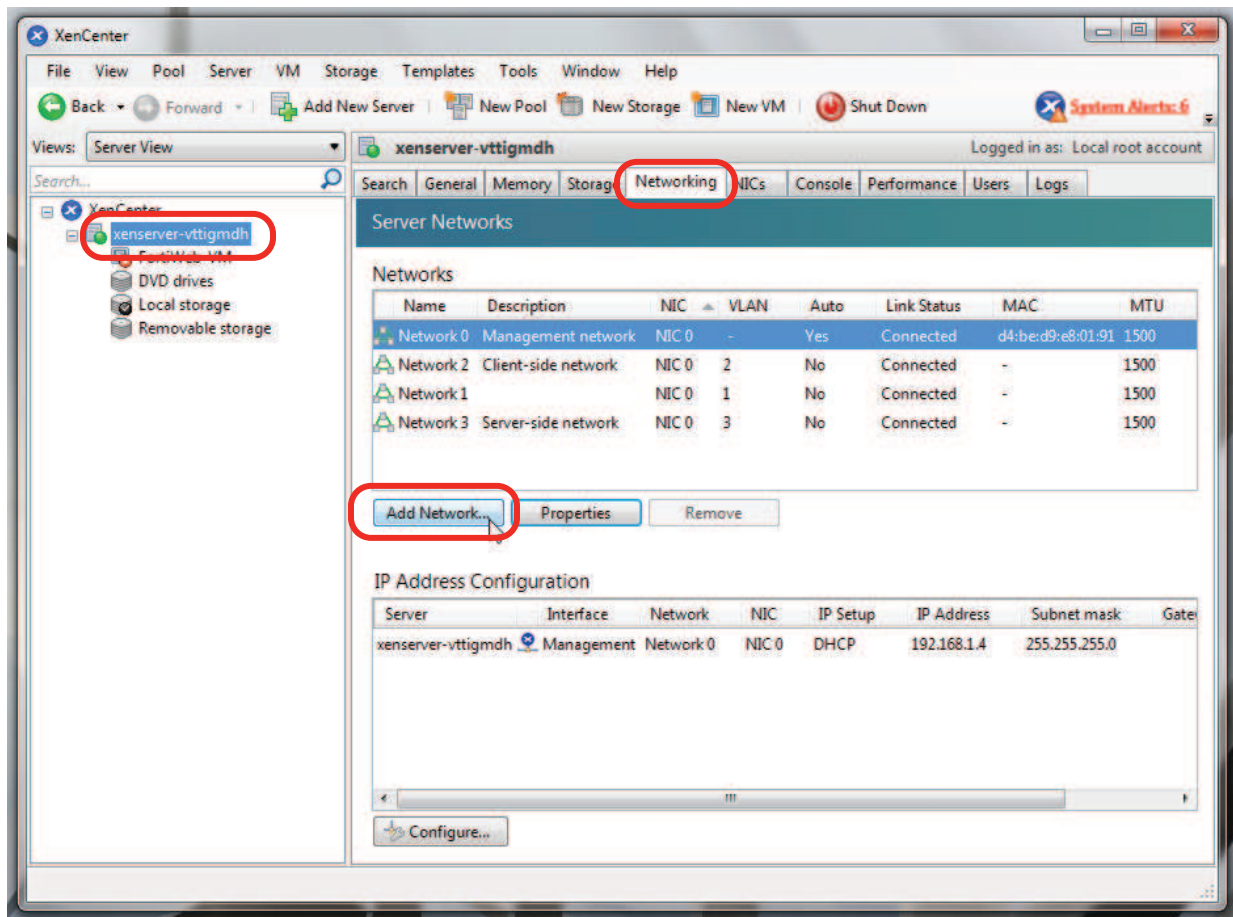 XenCenter
File View Pool Server VM Storage Templates Tools Window Help
Back Forward Add New Server New Pool New Storage New VM Shut Down System Alerts: 6
Views: Server View
xenserver-vttigmdh Logged in as: Local root account
Search...
Search General Memory Storage Networking NICs Console Performance Users Logs
XenCenter
xenserver-vttigmdh
FortiWeb-VM
DVD drives
Local storage
Removable storage
Server Networks
Networks
Name Description NIC VLAN Auto Link Status MAC MTU
Network 0 Management network NIC 0 - Yes Connected d4:be:d9:e8:01:91 1500
Network 2 Client-side network NIC 0 2 No Connected - 1500
Network 1 NIC 0 1 No Connected - 1500
Network 3 Server-side network NIC 0 3 No Connected - 1500
Add Network... Properties Remove
IP Address Configuration
Server Interface Network NIC IP Setup IP Address Subnet mask Gate
xenserver-vttigmdh Management Network 0 NIC 0 DHCP 192.168.1.4 255.255.255.0
Configure...